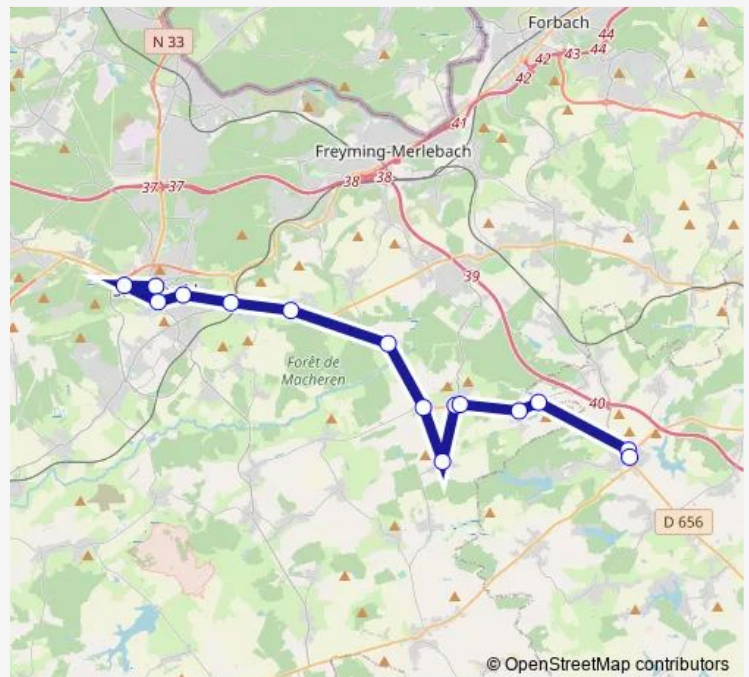 Forbach
44
N 33
42
43
44
42
41
Freyming-Merlebach
37
37
38
38
39
Forêt de
Macheren
40
D 656
© OpenStreetMap contributors